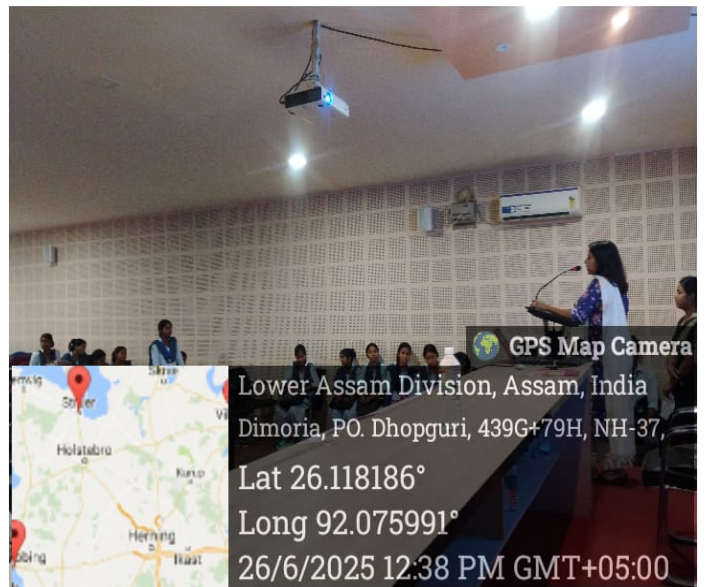 GPS Map Camera
Lower Assam Division, Assam, India
Dimoria, PO. Dhopguri, 439G+79H, NH-37,
Lat 26.118186°
Long 92.075991°
26/6/2025 12:38 PM GMT+05:00
Holstebro
Herning
Ikast